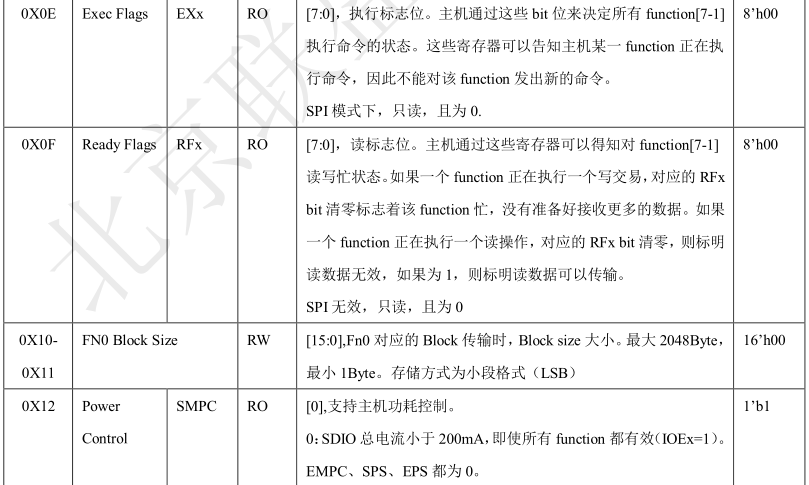 0X0E Exec Flags EXx RO [7:0]，执行标志位。主机通过这些 bit 位来决定所有 function[7-1] 8’h00
执行命令的状态。这些寄存器可以告知主机某一 function 正在执
行命令，因此不能对该 function 发出新的命令。
SPI 模式下，只读，且为 0.
0X0F Ready Flags RFx RO [7:0]，读标志位。主机通过这些寄存器可以得知对 function[7-1] 8’h00
读写忙状态。如果一个 function 正在执行一个写交易，对应的 RFx
bit 清零标志着该 function 忙，没有准备好接收更多的数据。如果
一个 function 正在执行一个读操作，对应的 RFx bit 清零，则标明
读数据无效，如果为 1，则标明读数据可以传输。
SPI 无效，只读，且为 0
0X10- FN0 Block Size RW [15:0],Fn0 对应的 Block 传输时，Block size 大小。最大 2048Byte, 16’h00
0X11 最小 1Byte。存储方式为小段格式（LSB）
0X12 Power SMPC RO [0],支持主机功耗控制。 1’b1
Control 0：SDIO 总电流小于 200mA，即使所有 function 都有效（IOEx=1）。
EMPC、SPS、EPS 都为 0。
北京联